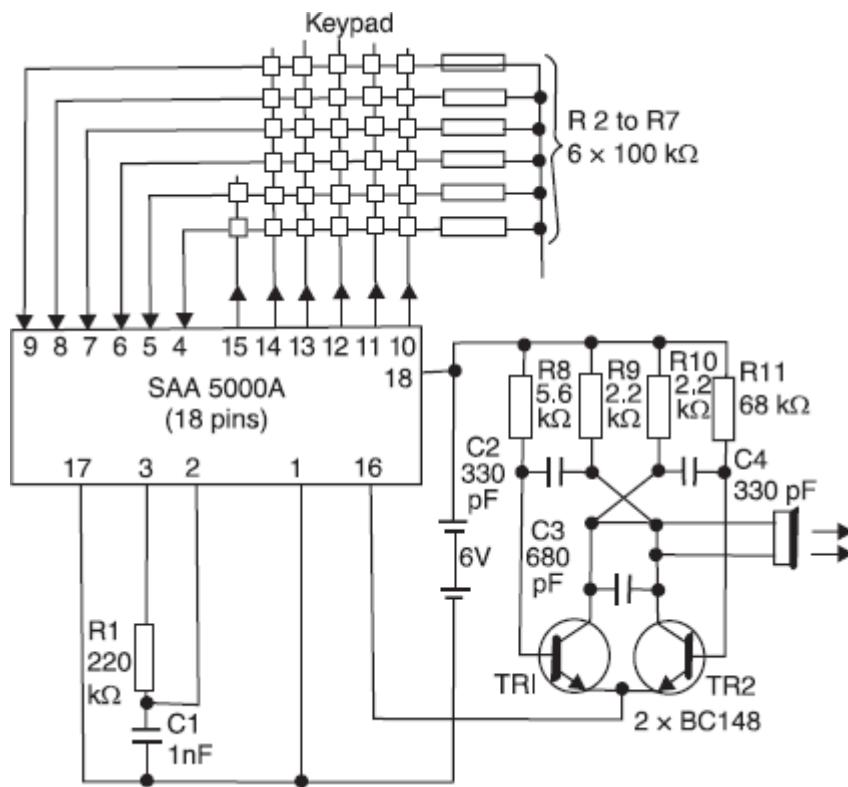 Keypad
R 2 to R7
6 × 100 kΩ
9 8 7 6 5 4 15 14 13 12 11 10
18
SAA 5000A
(18 pins)
17 3 2 1 16
R8
5.6
kΩ
R9
2.2
kΩ
R10
2.2
kΩ
R11
68 kΩ
C2
330
pF
C4
330 pF
C3
680
pF
6V
R1
220
kΩ
C1
1nF
TRI
TR2
2 × BC148